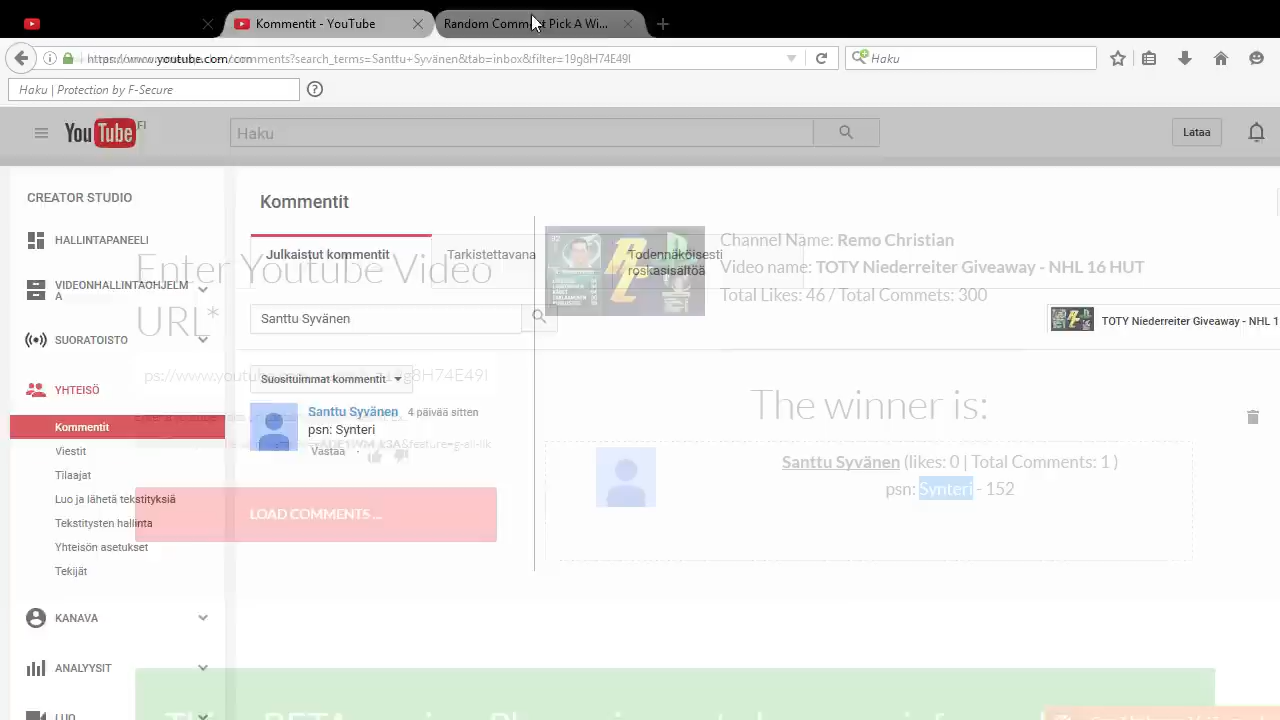 Kommentit - YouTube
Random Comment Pick A Wi...
https://www.youtube.com/comments?search_terms=Santtu+Syvänen&tab=inbox&filter=19g8H74E49I
Haku
Haku | Protection by F-Secure
YouTube FI
Haku
Lataa
CREATOR STUDIO
HALLINTAPANEELI
VIDEONHALLINTAOHJELM
A
SUORATOISTO
YHTEISÖ
Kommentit
Viestit
Tilaajat
Luo ja lähetä tekstityksiä
Tekstitysten hallinta
Yhteisön asetukset
Tekijät
KANAVA
ANALYYSIT
LUO
Kommentit
Julkaistut kommentit
Tarkistettavana
Todennäköisesti
roskasisältöä
Santtu Syvänen
TOTY Niederreiter Giveaway - NHL 1
Suosituimmat kommentit
Santtu Syvänen 4 päivää sitten
psn: Synteri
Vastaa
Enter Youtube Video
URL*
LOAD COMMENTS ...
92
Channel Name: Remo Christian
Video name: TOTY Niederreiter Giveaway - NHL 16 HUT
Total Likes: 46 / Total Commets: 300
The winner is:
Santtu Syvänen (likes: 0 | Total Comments: 1 )
psn: Synteri - 152